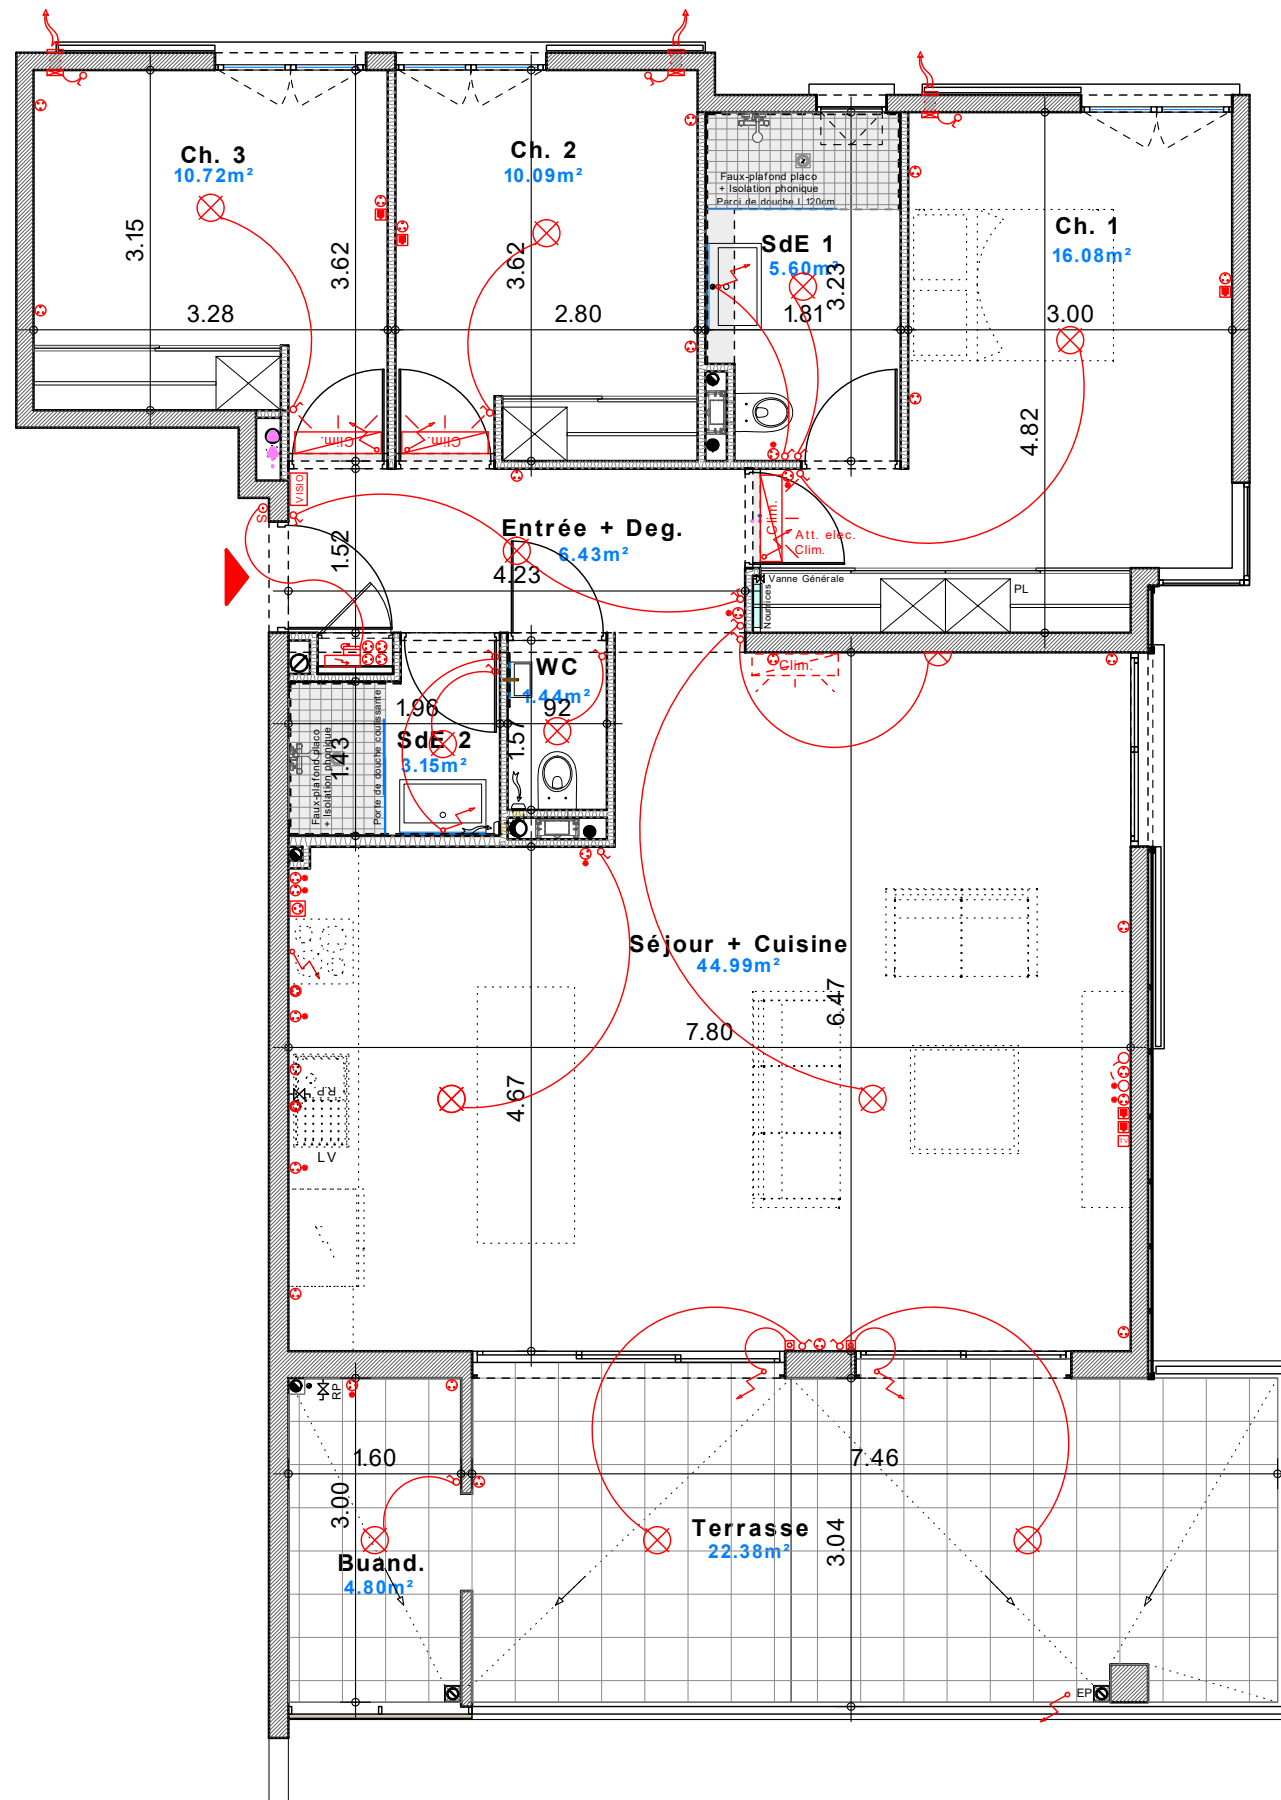 Ch. 3
10.72m²
3.15
3.62
3.28
Ch. 2
10.09m²
3.62
2.80
Faux-plafond placo
+ Isolation phonique
Paroi de douche L.120cm
SdE 1
5.60m²
3.23
1.81
Ch. 1
16.08m²
3.00
4.82
Clim.
Clim.
VISIO
S
Entrée + Deg.
6.43m²
1.52
4.23
Clim.
Att. elec.
Clim.
Vanne Générale
Nourrices
PL
WC
1.44m²
92
1.57
Clim.
1.96
SdE 2
3.15m²
1.43
Faux-plafond placo
+ Isolation phonique
Porte de douche coulissante
Séjour + Cuisine
44.99m²
7.80
6.47
4.67
R.P.
LV
RP
1.60
3.00
7.46
Terrasse
22.38m²
3.04
Buand.
4.80m²
EP